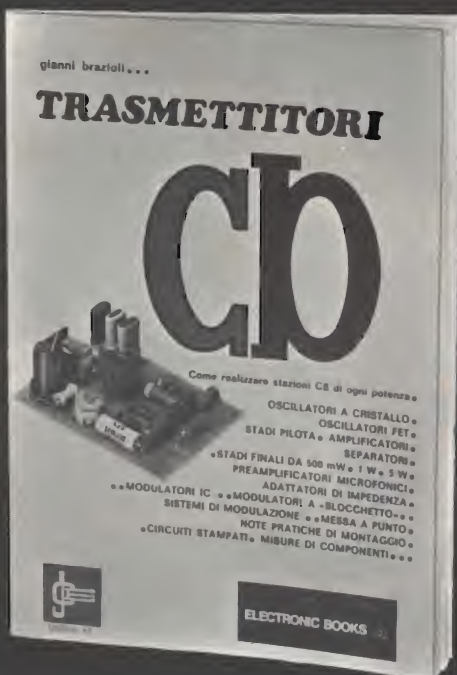 gianni brazioli...
TRASMETTITORI
Cb
Come realizzare stazioni CB di ogni potenza.
OSCILLATORI A CRISTALLO.
OSCILLATORI FET.
STADI PILOTA. AMPLIFICATORI.
SEPARATORI.
.STADI FINALI DA 500 mW. 1 W. 5 W.
PREAMPLIFICATORI MICROFONICI.
ADATTATORI DI IMPEDENZA.
..MODULATORI IC ..MODULATORI A «BLOCCHETTO»..
SISTEMI DI MODULAZIONE ..MESSA A PUNTO.
NOTE PRATICHE DI MONTAGGIO.
.CIRCUITI STAMPATI. MISURE DI COMPONENTI...
ELECTRONIC BOOKS